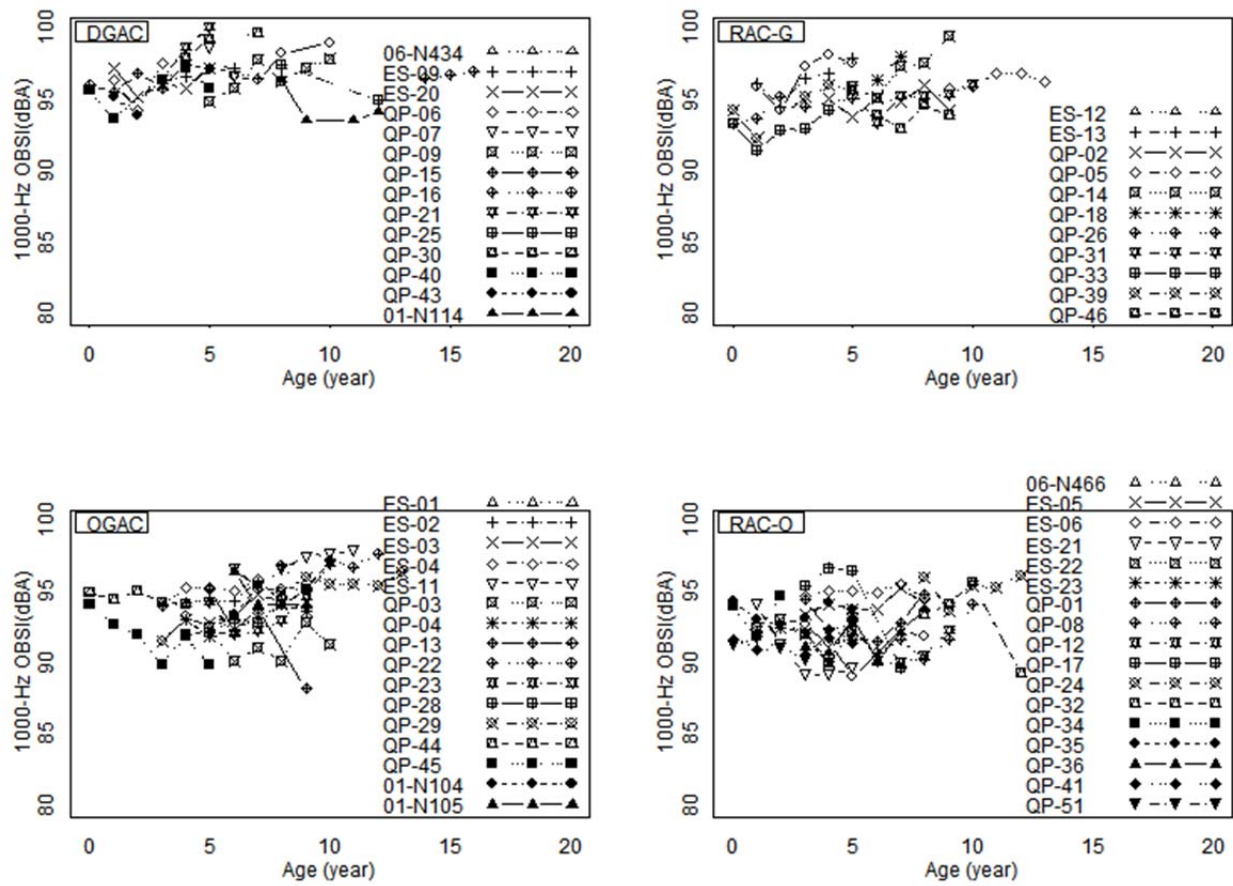 DGAC
1000-Hz OBSI(dBA)
100
95
90
85
80
06-N434
ES-09
ES-20
QP-06
QP-07
QP-09
QP-15
QP-16
QP-21
QP-25
QP-30
QP-40
QP-43
01-N114
0 5 10 15 20
Age (year)
RAC-G
1000-Hz OBSI(dBA)
100
95
90
85
80
ES-12
ES-13
QP-02
QP-05
QP-14
QP-18
QP-26
QP-31
QP-33
QP-39
QP-46
0 5 10 15 20
Age (year)
OGAC
1000-Hz OBSI(dBA)
100
95
90
85
80
ES-01
ES-02
ES-03
ES-04
ES-11
QP-03
QP-04
QP-13
QP-22
QP-23
QP-28
QP-29
QP-44
QP-45
01-N104
01-N105
0 5 10 15 20
Age (year)
RAC-O
1000-Hz OBSI(dBA)
100
95
90
85
80
06-N466
ES-05
ES-06
ES-21
ES-22
ES-23
QP-01
QP-08
QP-12
QP-17
QP-24
QP-32
QP-34
QP-35
QP-36
QP-41
QP-51
0 5 10 15 20
Age (year)